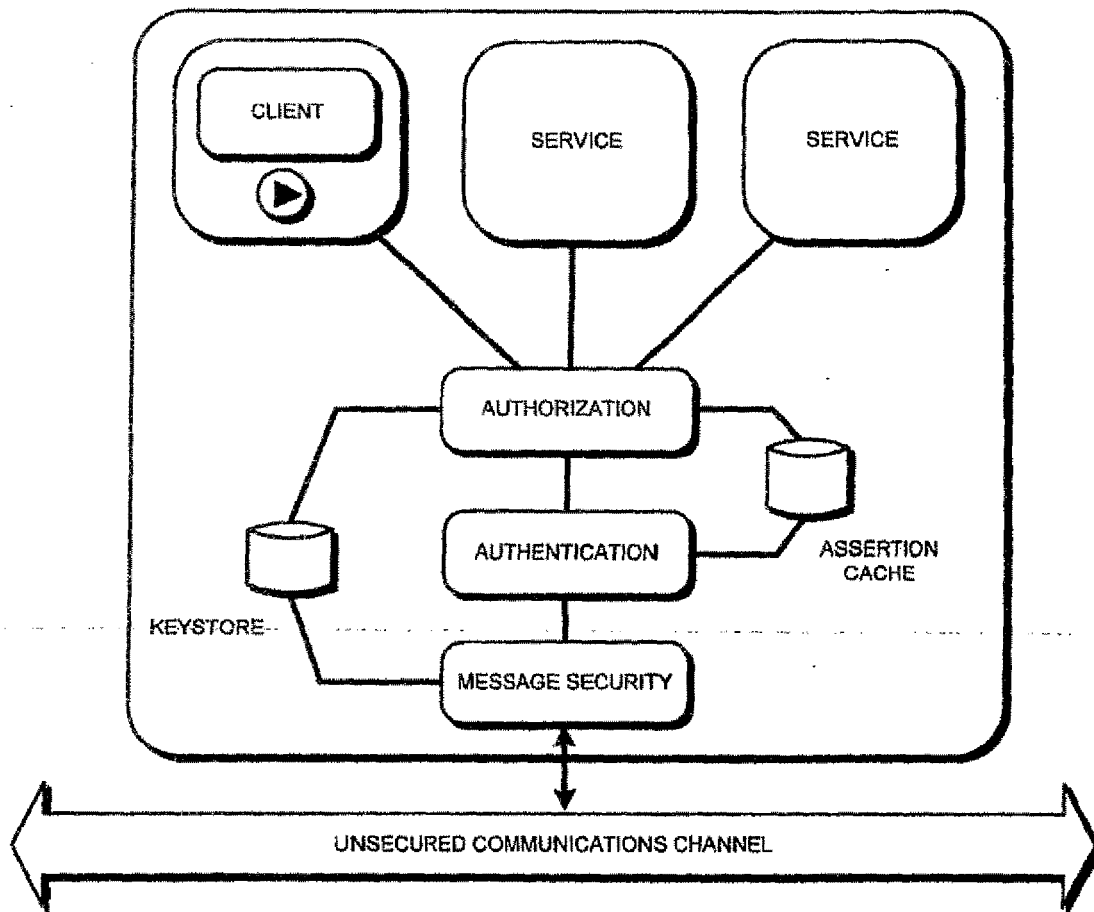 CLIENT
SERVICE
SERVICE
AUTHORIZATION
AUTHENTICATION
ASSERTION
CACHE
KEYSTORE
MESSAGE SECURITY
UNSECURED COMMUNICATIONS CHANNEL